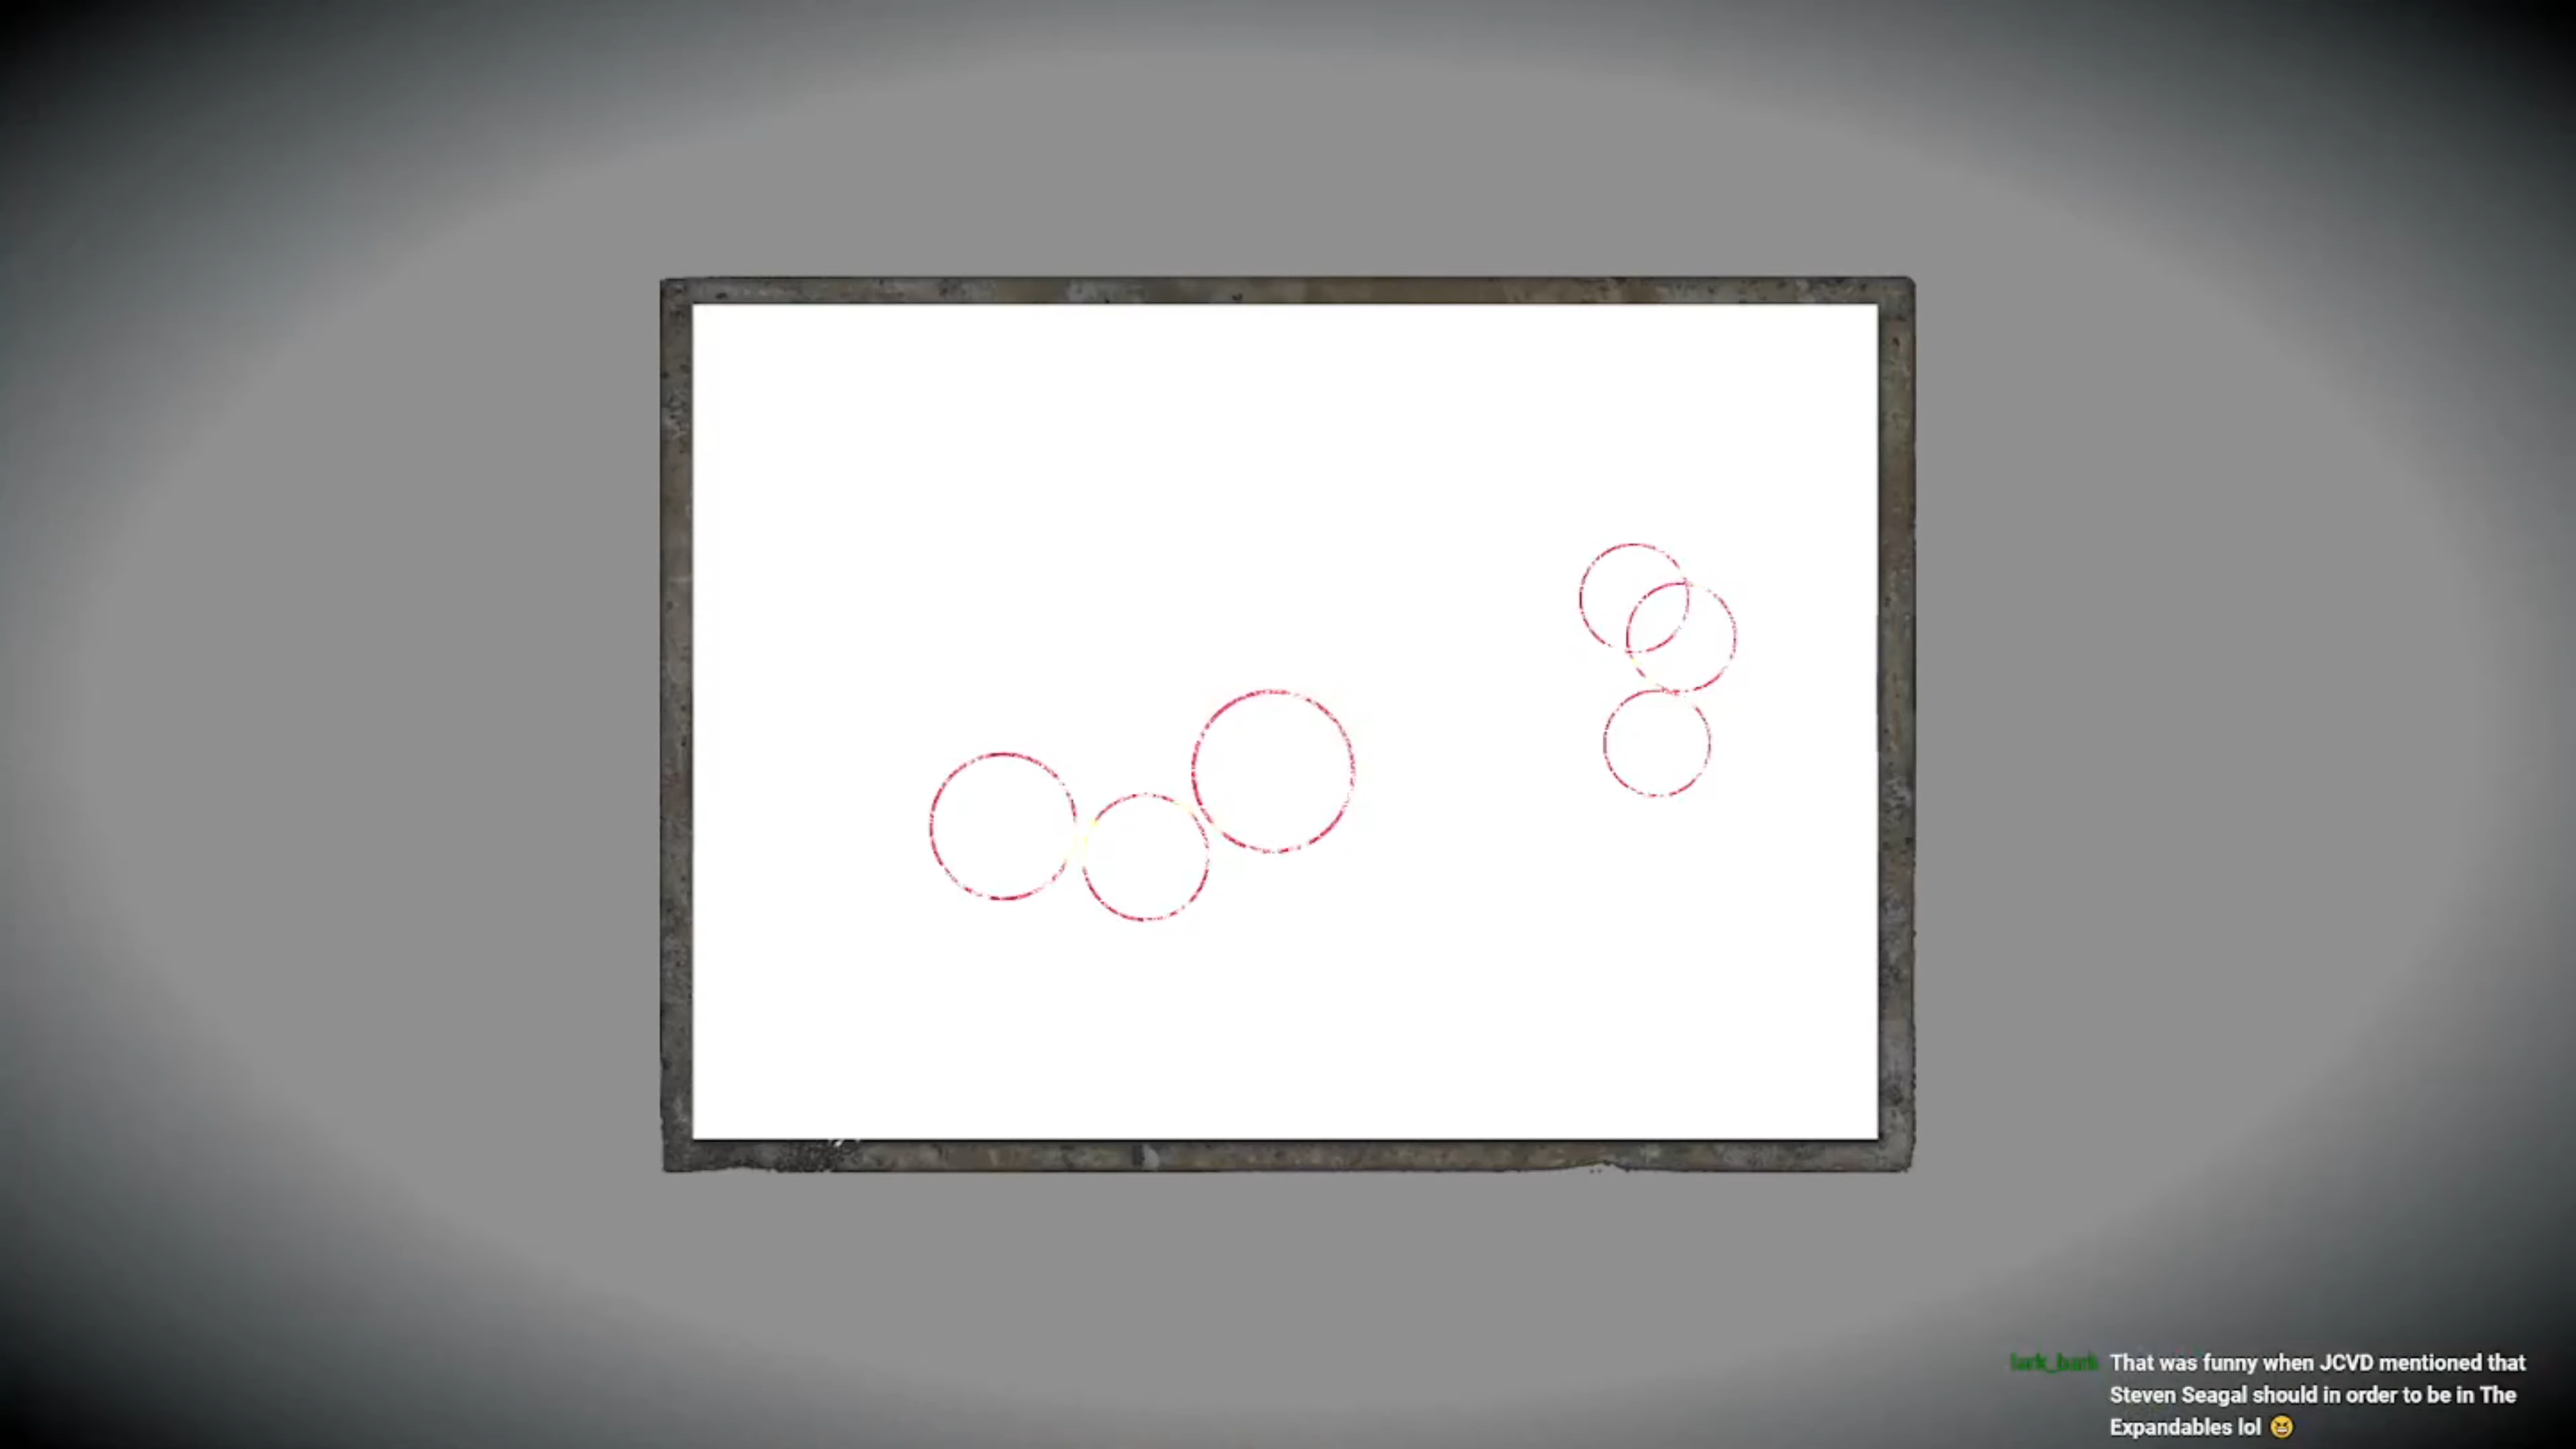 That was funny when JCVD mentioned that
Steven Seagal should in order to be in The
Expandables lol 😆